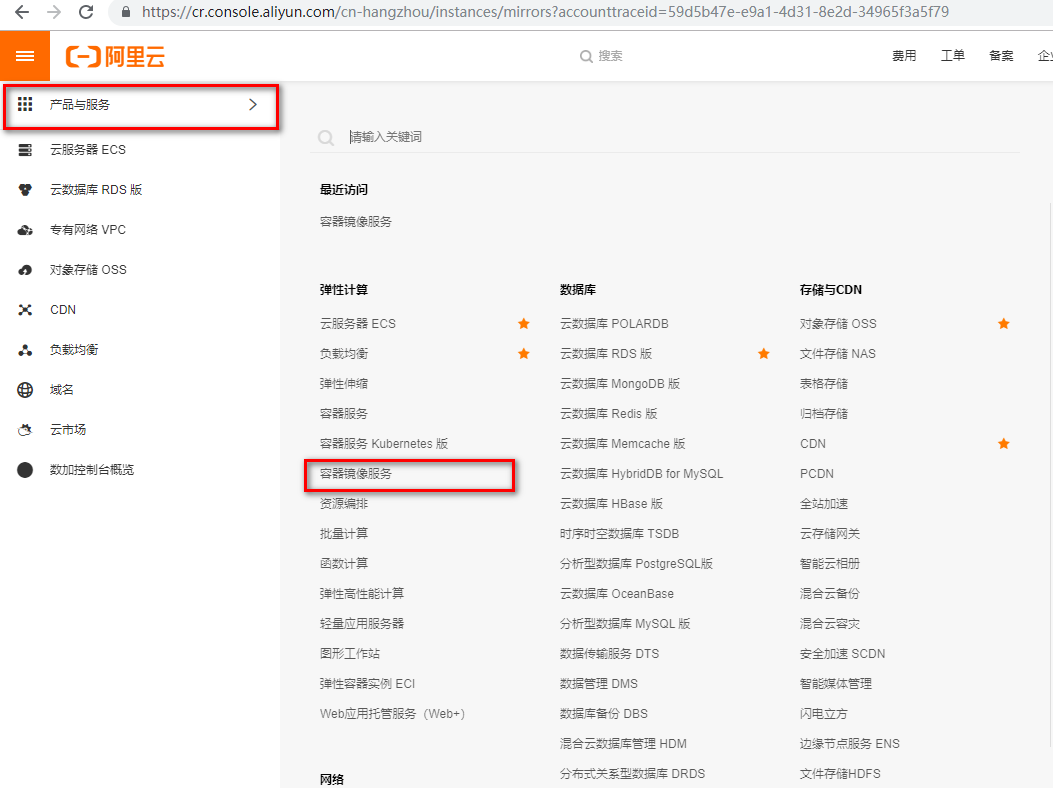 https://cr.console.aliyun.com/cn-hangzhou/instances/mirrors?accounttraceid=59d5b47e-e9a1-4d31-8e2d-34965f3a5f79
阿里云
搜索
费用
工单
备案
企业
产品与服务
云服务器 ECS
云数据库 RDS 版
专有网络 VPC
对象存储 OSS
CDN
负载均衡
域名
云市场
数加控制台概览
请输入关键词
最近访问
容器镜像服务
弹性计算
云服务器 ECS
负载均衡
弹性伸缩
容器服务
容器服务 Kubernetes 版
容器镜像服务
资源编排
批量计算
函数计算
弹性高性能计算
轻量应用服务器
图形工作站
弹性容器实例 ECI
Web应用托管服务（Web+）
网络
数据库
云数据库 POLARDB
云数据库 RDS 版
云数据库 MongoDB 版
云数据库 Redis 版
云数据库 Memcache 版
云数据库 HybridDB for MySQL
云数据库 HBase 版
时序时空数据库 TSDB
分析型数据库 PostgreSQL版
云数据库 OceanBase
分析型数据库 MySQL 版
数据传输服务 DTS
数据管理 DMS
数据库备份 DBS
混合云数据库管理 HDM
分布式关系型数据库 DRDS
存储与CDN
对象存储 OSS
文件存储 NAS
表格存储
归档存储
CDN
PCDN
全站加速
云存储网关
智能云相册
混合云备份
混合云容灾
安全加速 SCDN
智能媒体管理
闪电立方
边缘节点服务 ENS
文件存储HDFS